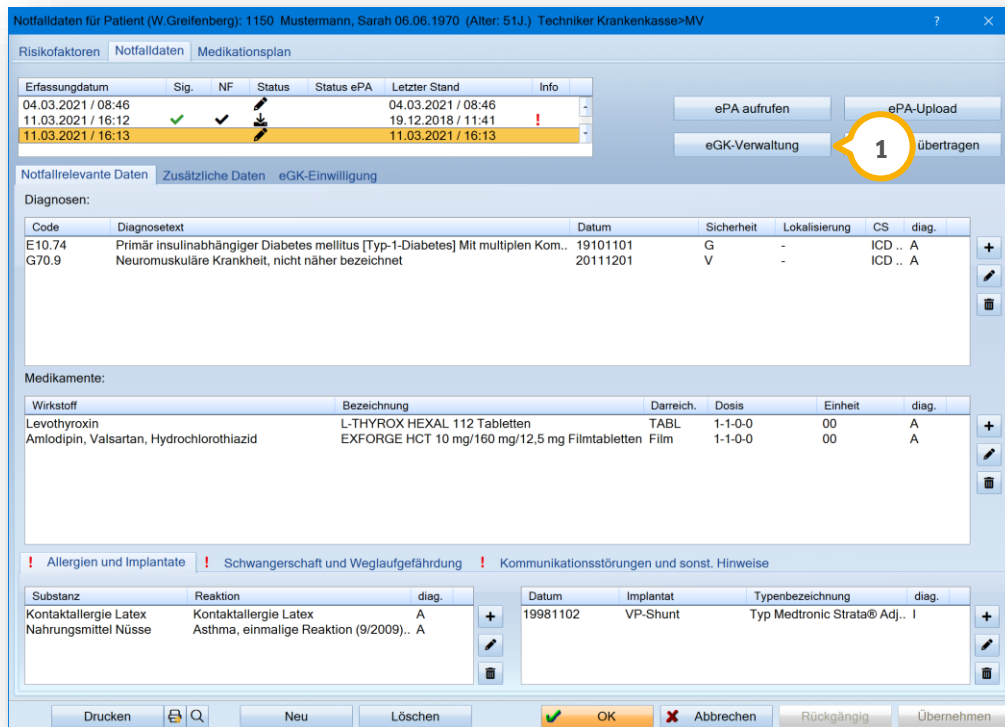 Notfalldaten für Patient (W.Greifenberg): 1150 Mustermann, Sarah 06.06.1970 (Alter: 51J.) Techniker Krankenkasse>MV ?
Risikofaktoren Notfalldaten Medikationsplan
Erfassungdatum Sig. NF Status Status ePA Letzter Stand Info
04.03.2021 / 08:46 04.03.2021 / 08:46
11.03.2021 / 16:12 19.12.2018 / 11:41 !
11.03.2021 / 16:13 11.03.2021 / 16:13
ePA aufrufen ePA-Upload
eGK-Verwaltung 1 übertragen
Notfallrelevante Daten Zusätzliche Daten eGK-Einwilligung
Diagnosen:
Code Diagnosetext Datum Sicherheit Lokalisierung CS diag.
E10.74 Primär insulinabhängiger Diabetes mellitus [Typ-1-Diabetes] Mit multiplen Kom.. 19101101 G - ICD .. A
G70.9 Neuromuskuläre Krankheit, nicht näher bezeichnet 20111201 V - ICD .. A
Medikamente:
Wirkstoff Bezeichnung Darreich. Dosis Einheit diag.
Levothyroxin L-THYROX HEXAL 112 Tabletten TABL 1-1-0-0 00 A
Amlodipin, Valsartan, Hydrochlorothiazid EXFORGE HCT 10 mg/160 mg/12,5 mg Filmtabletten Film 1-1-0-0 00 A
! Allergien und Implantate ! Schwangerschaft und Weglaufgefährdung ! Kommunikationsstörungen und sonst. Hinweise
Substanz Reaktion diag.
Kontaktallergie Latex Kontaktallergie Latex A
Nahrungsmittel Nüsse Asthma, einmalige Reaktion (9/2009).. A
Datum Implantat Typenbezeichnung diag.
19981102 VP-Shunt Typ Medtronic Strata® Adj.. I
Drucken Neu Löschen OK Abbrechen Rückgängig Übernehmen